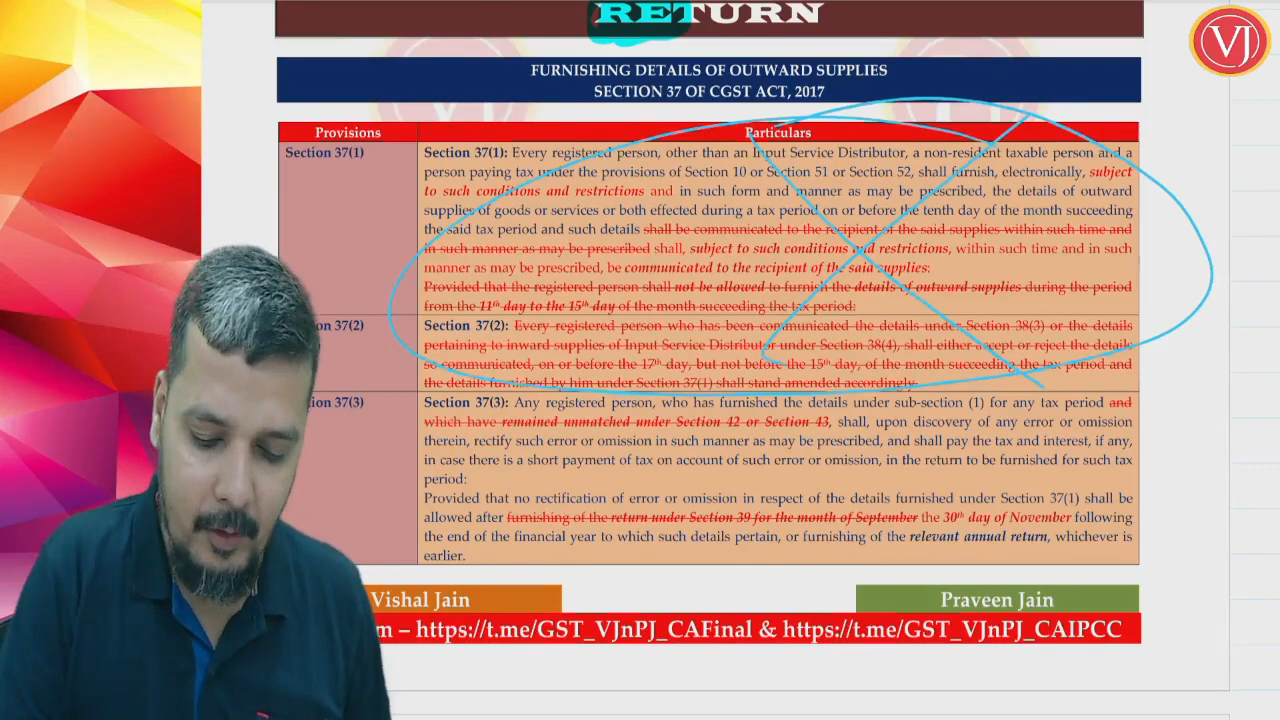 RETURN
VJ
FURNISHING DETAILS OF OUTWARD SUPPLIES
SECTION 37 OF CGST ACT, 2017
Provisions
Particulars
Section 37(1)
Section 37(1): Every registered person, other than an Input Service Distributor, a non-resident taxable person and a
person paying tax under the provisions of Section 10 or Section 51 or Section 52, shall furnish, electronically, subject
to such conditions and restrictions and in such form and manner as may be prescribed, the details of outward
supplies of goods or services or both effected during a tax period on or before the tenth day of the month succeeding
the said tax period and such details shall be communicated to the recipient of the said supplies within such time and
in such manner as may be prescribed shall, subject to such conditions and restrictions, within such time and in such
manner as may be prescribed, be communicated to the recipient of the said supplies:
Provided that the registered person shall not be allowed to furnish the details of outward supplies during the period
from the 11th day to the 15th day of the month succeeding the tax period:
on 37(2)
Section 37(2): Every registered person who has been communicated the details under Section 38(3) or the details
pertaining to inward supplies of Input Service Distributor under Section 38(4), shall either accept or reject the details
so communicated, on or before the 17th day, but not before the 15th day, of the month succeeding the tax period and
the details furnished by him under Section 37(1) shall stand amended accordingly.
ion 37(3)
Section 37(3): Any registered person, who has furnished the details under sub-section (1) for any tax period and
which have remained unmatched under Section 42 or Section 43, shall, upon discovery of any error or omission
therein, rectify such error or omission in such manner as may be prescribed, and shall pay the tax and interest, if any,
in case there is a short payment of tax on account of such error or omission, in the return to be furnished for such tax
period:
Provided that no rectification of error or omission in respect of the details furnished under Section 37(1) shall be
allowed after furnishing of the return under Section 39 for the month of September the 30th day of November following
the end of the financial year to which such details pertain, or furnishing of the relevant annual return, whichever is
earlier.
Vishal Jain
Praveen Jain
m – https://t.me/GST_VJnPJ_CAFinal & https://t.me/GST_VJnPJ_CAIPCC